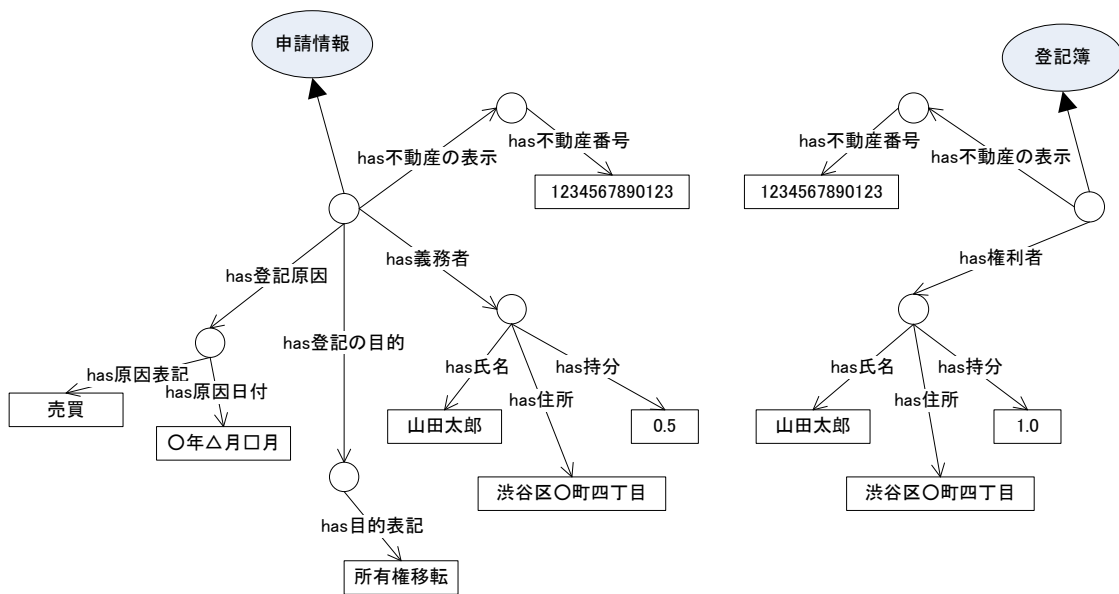 申請情報
登記簿
has不動産の表示
has不動産番号
1234567890123
has不動産番号
has不動産の表示
1234567890123
has登記原因
has義務者
has権利者
has登記の目的
has原因表記
has原因日付
売買
〇年△月□月
has氏名
has住所
has持分
山田太郎
0.5
渋谷区〇町四丁目
has氏名
has住所
has持分
山田太郎
1.0
渋谷区〇町四丁目
has目的表記
所有権移転